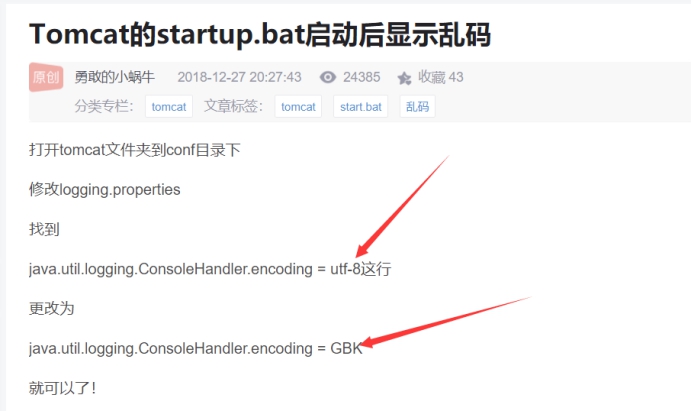 Tomcat的startup.bat启动后显示乱码
原创 勇敢的小蜗牛 2018-12-27 20:27:43 24385 收藏 43
分类专栏： tomcat 文章标签： tomcat start.bat 乱码
打开tomcat文件夹到conf目录下
修改logging.properties
找到
java.util.logging.ConsoleHandler.encoding = utf-8这行
更改为
java.util.logging.ConsoleHandler.encoding = GBK
就可以了！